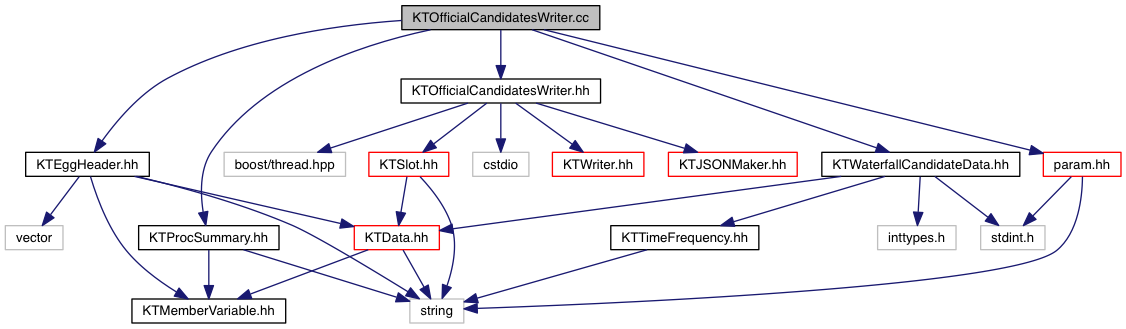 KTOfficialCandidatesWriter.cc
KTOfficialCandidatesWriter.hh
KTEggHeader.hh
boost/thread.hpp
KTSlot.hh
cstdio
KTWriter.hh
KTJSONMaker.hh
KTWaterfallCandidateData.hh
param.hh
vector
KTProcSummary.hh
KTData.hh
KTTimeFrequency.hh
inttypes.h
stdint.h
KTMemberVariable.hh
string